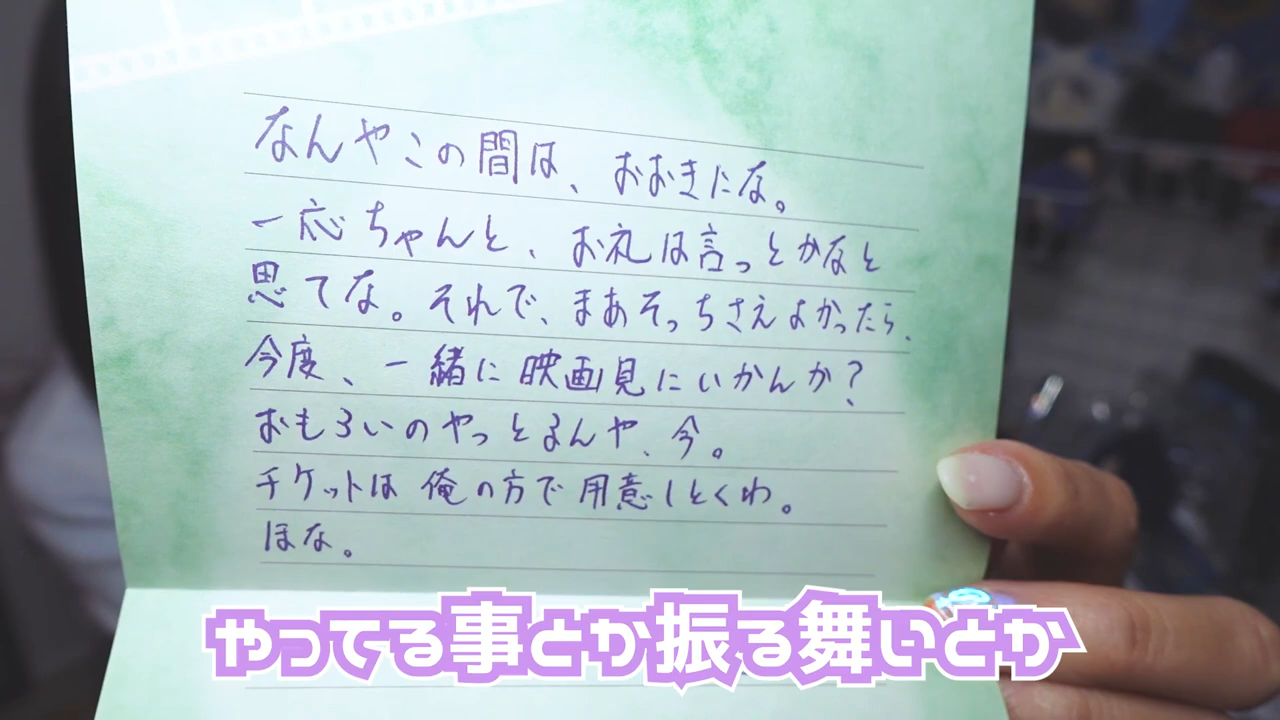 なんやこの間は、おおきにな。
一応ちゃんと、お礼は言っとかなと
思てな。それで、まあそっちさえよかったら、
今度、一緒に映画見にいかんか？
おもろいのやっとるんや、今。
チケットは俺の方で用意しとくわ。
ほな。
やってる事とか振る舞いとか